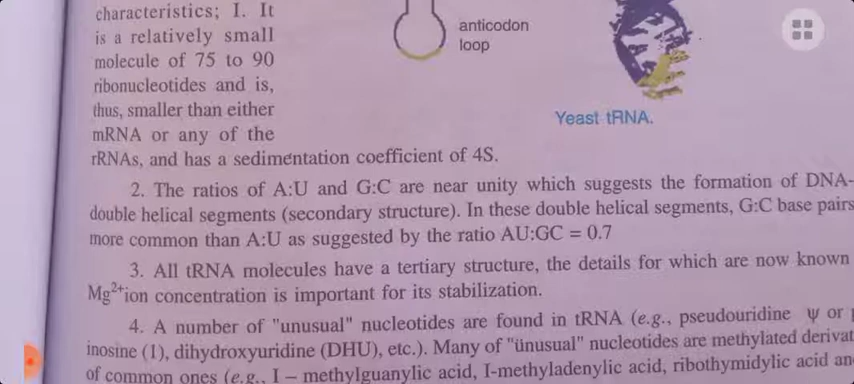 characteristics; I. It
is a relatively small
molecule of 75 to 90
ribonucleotides and is,
thus, smaller than either
mRNA or any of the
rRNAs, and has a sedimentation coefficient of 4S.
anticodon
loop
Yeast tRNA.
2. The ratios of A:U and G:C are near unity which suggests the formation of DNA-
double helical segments (secondary structure). In these double helical segments, G:C base pairs
more common than A:U as suggested by the ratio AU:GC = 0.7
3. All tRNA molecules have a tertiary structure, the details for which are now known
Mg²⁺ion concentration is important for its stabilization.
4. A number of "unusual" nucleotides are found in tRNA (e.g., pseudouridine ψ or
inosine (1), dihydroxyuridine (DHU), etc.). Many of "unusual" nucleotides are methylated derivat
of common ones (e.g., I – methylguanylic acid, I-methyladenylic acid, ribothymidylic acid an